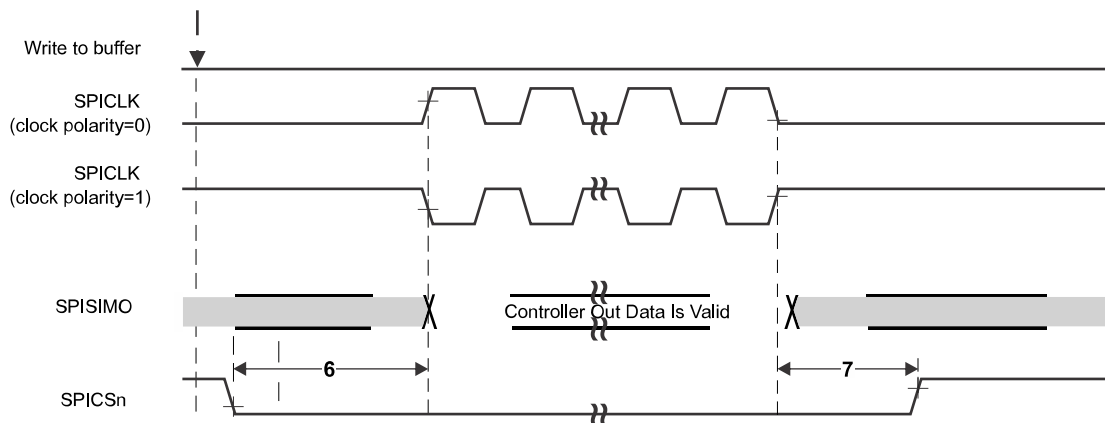 Write to buffer
SPICLK
(clock polarity=0)
SPICLK
(clock polarity=1)
SPISIMO
Controller Out Data Is Valid
6
7
SPICSn